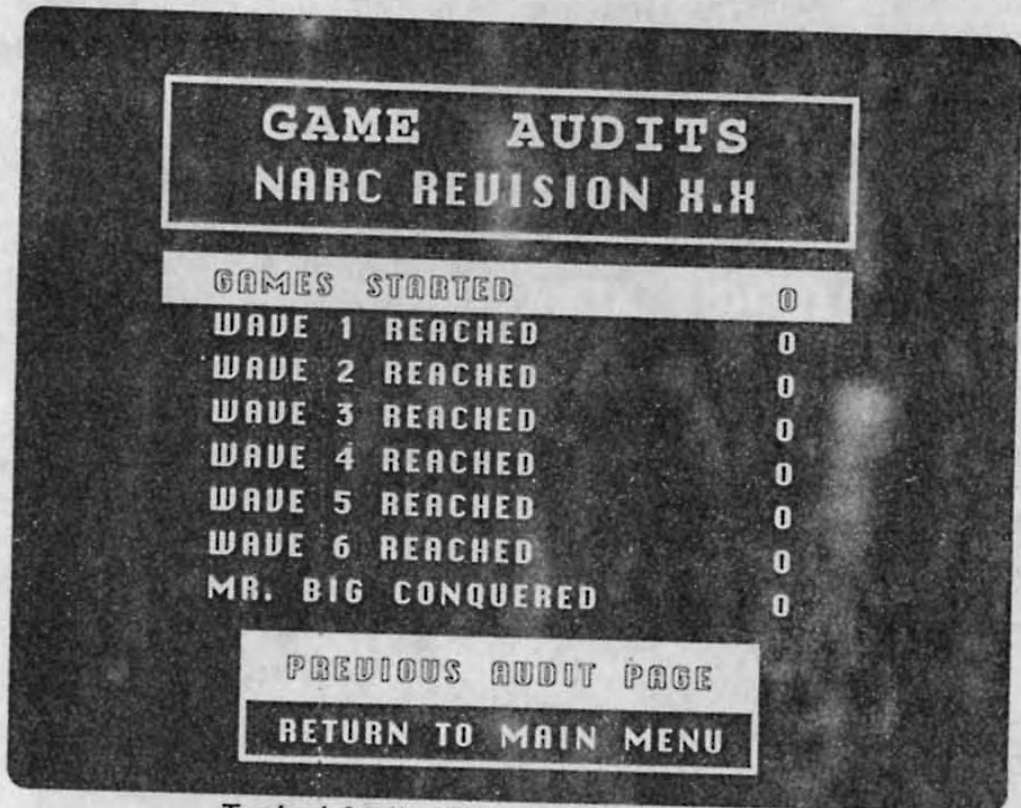 GAME AUDITS
NARC REVISION X.X
GAMES STARTED 0
WAVE 1 REACHED 0
WAVE 2 REACHED 0
WAVE 3 REACHED 0
WAVE 4 REACHED 0
WAVE 5 REACHED 0
WAVE 6 REACHED 0
MR. BIG CONQUERED 0
PREVIOUS AUDIT PAGE
RETURN TO MAIN MENU
Typical